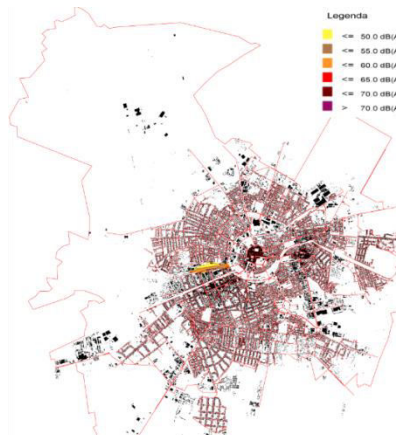 Legenda
<= 50.0 dB(A
<= 55.0 dB(A
<= 60.0 dB(A
<= 65.0 dB(A
<= 70.0 dB(A
> 70.0 dB(A